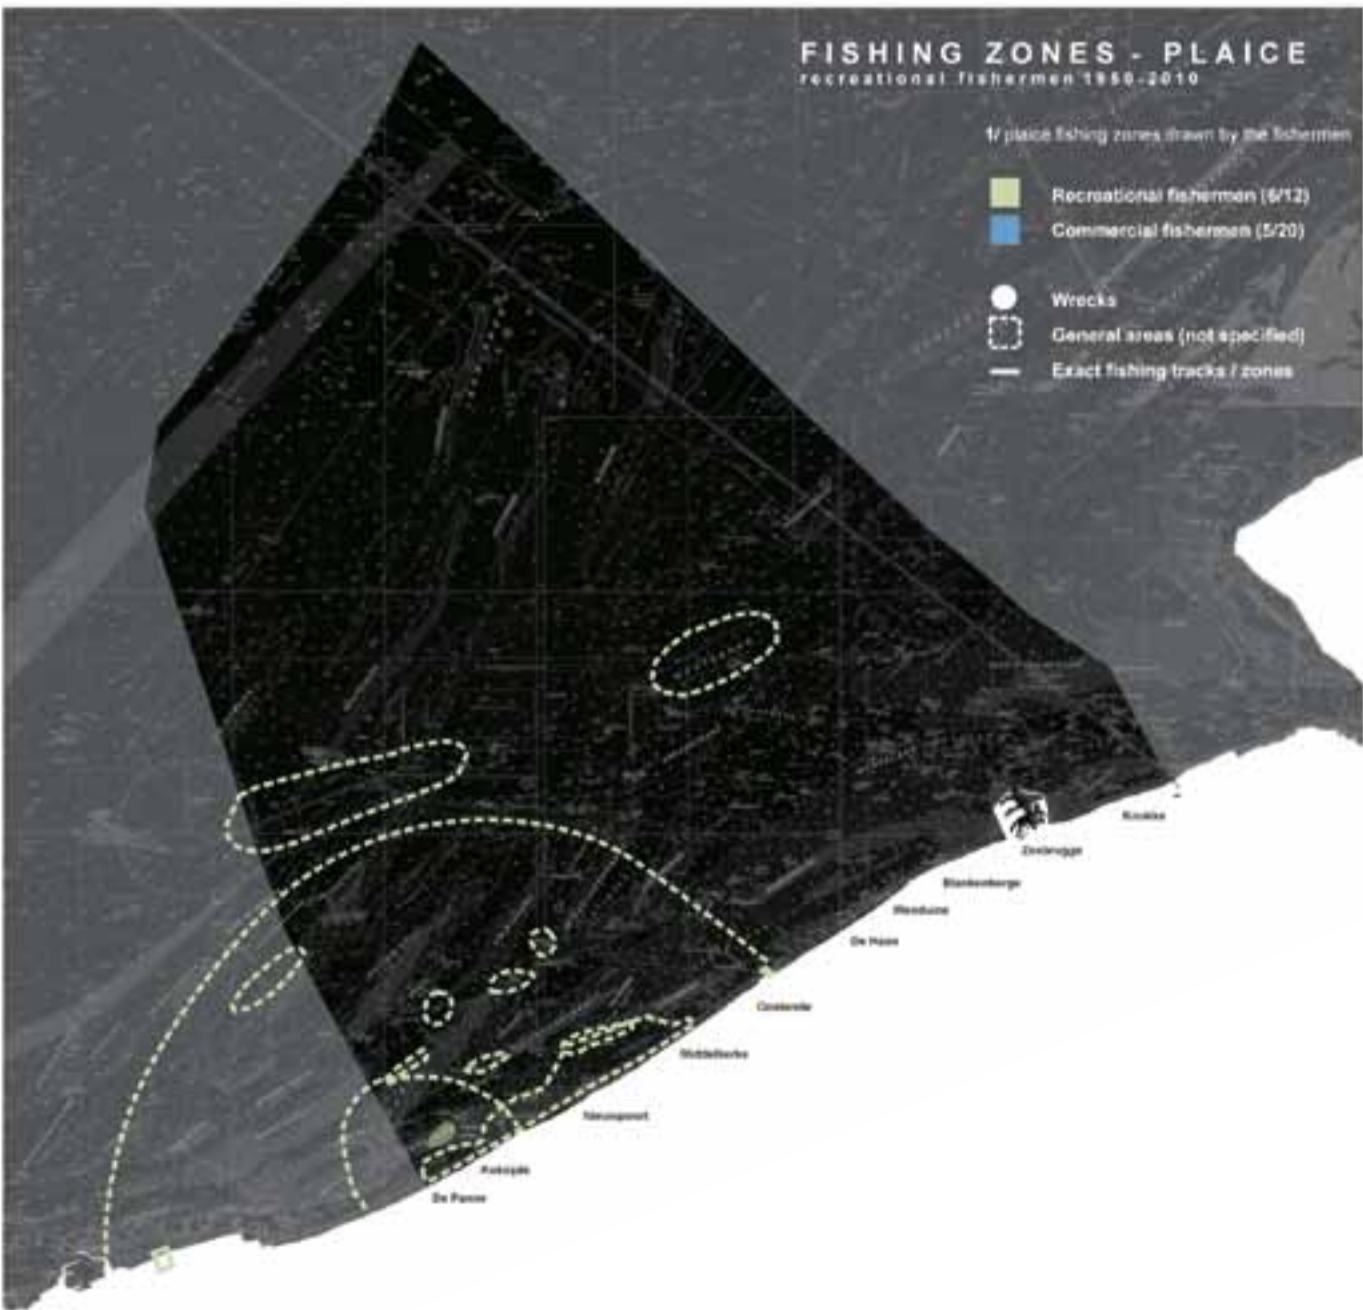 FISHING ZONES - PLAICE
recreational fishermen 1950-2010
1/ plaice fishing zones drawn by the fishermen
Recreational fishermen (6/12)
Commercial fishermen (5/20)
Wrecks
General areas (not specified)
Exact fishing tracks / zones
Knokke
Zeebrugge
Blankenberge
Wenduine
De Haan
Oostende
Middelkerke
Nieuwpoort
Koksijde
De Panne